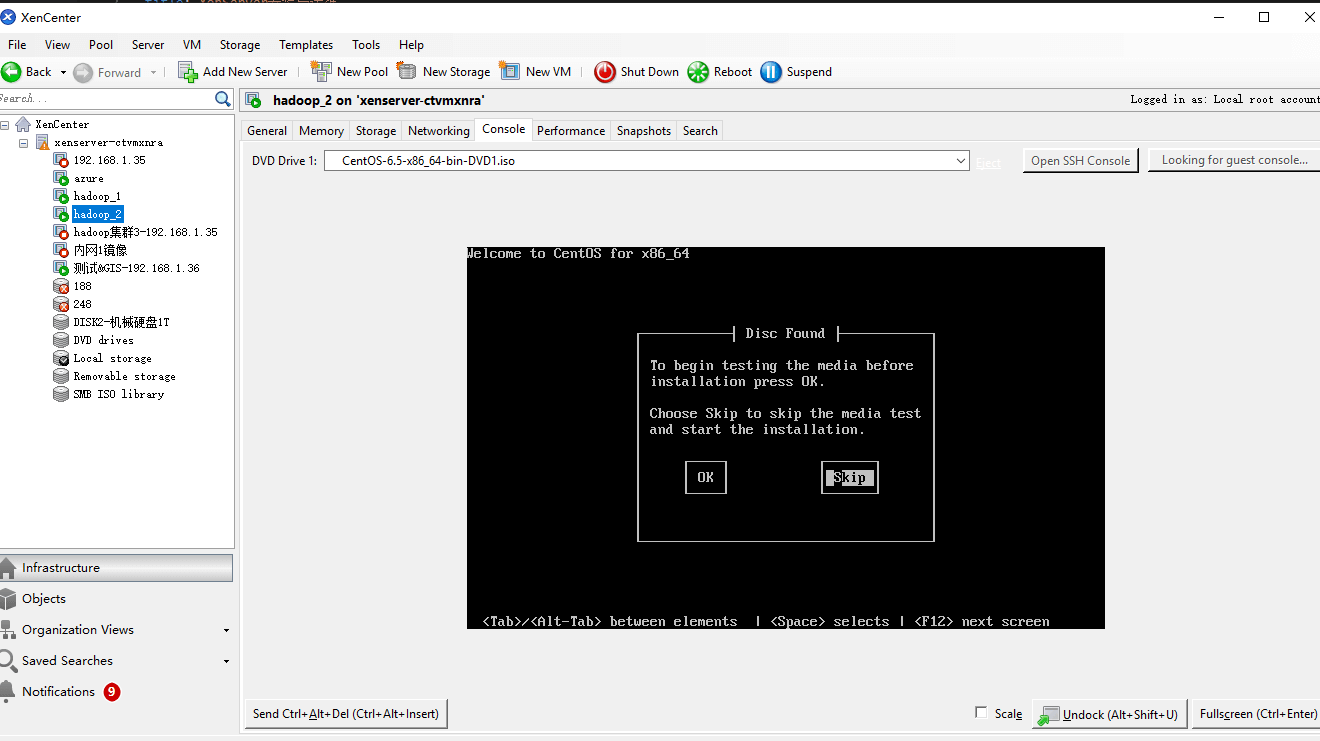 XenCenter
File View Pool Server VM Storage Templates Tools Help
Back Forward Add New Server New Pool New Storage New VM Shut Down Reboot Suspend
Search...
hadoop_2 on 'xenserver-ctvmxnra'
Logged in as: Local root account
XenCenter
xenserver-ctvmxnra
192.168.1.35
azure
hadoop_1
hadoop_2
hadoop集群3-192.168.1.35
内网1镜像
测试&GIS-192.168.1.36
188
248
DISK2-机械硬盘1T
DVD drives
Local storage
Removable storage
SMB ISO library
General Memory Storage Networking Console Performance Snapshots Search
DVD Drive 1: CentOS-6.5-x86_64-bin-DVD1.iso Eject Open SSH Console Looking for guest console...
Welcome to CentOS for x86_64
Disc Found
To begin testing the media before
installation press OK.
Choose Skip to skip the media test
and start the installation.
OK Skip
<Tab>/<Alt-Tab> between elements | <Space> selects | <F12> next screen
Infrastructure
Objects
Organization Views
Saved Searches
Notifications 9
Send Ctrl+Alt+Del (Ctrl+Alt+Insert) Scale Undock (Alt+Shift+U) Fullscreen (Ctrl+Enter)